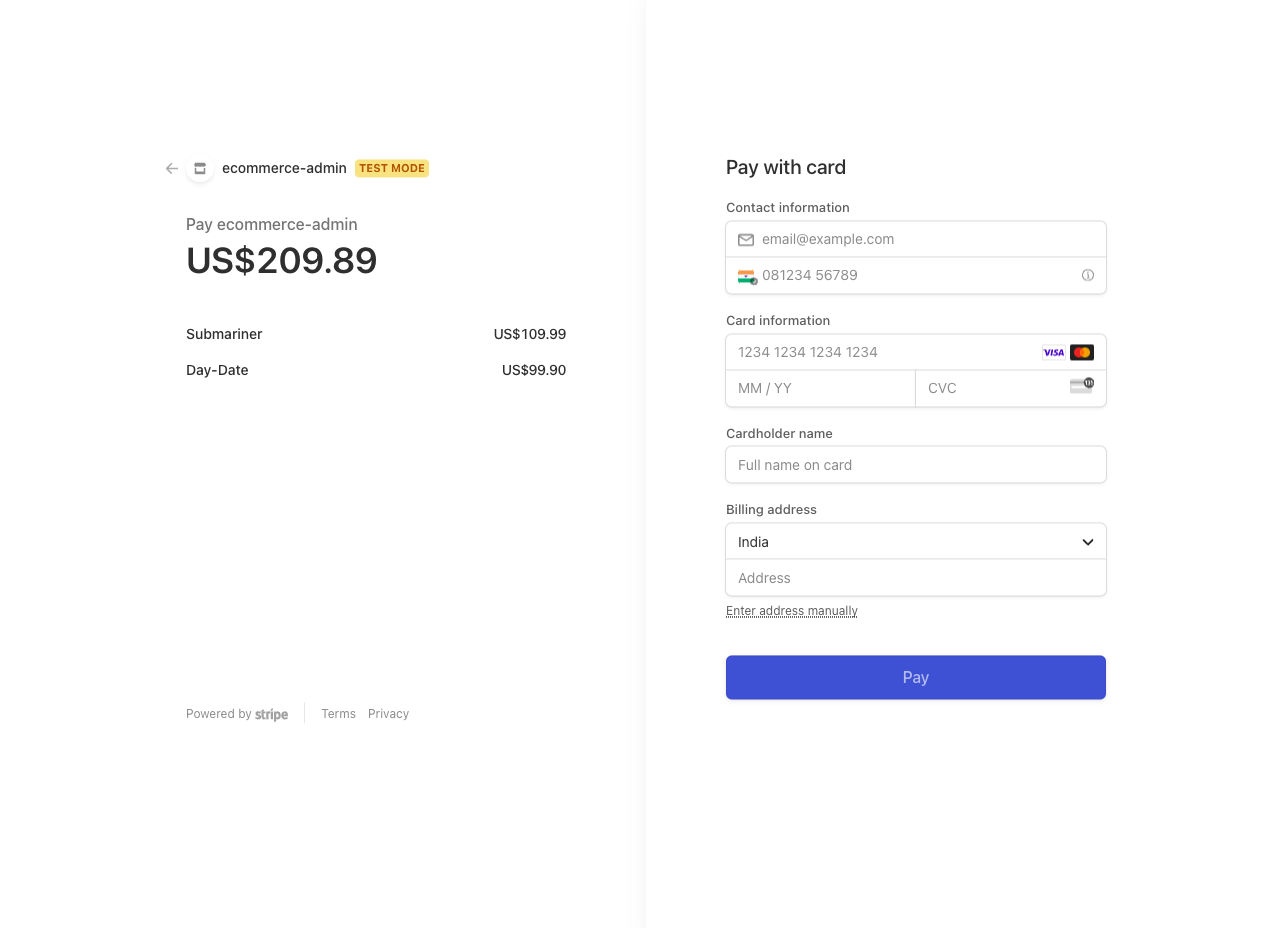 ecommerce-admin TEST MODE
Pay ecommerce-admin
US$209.89
Submariner US$109.99
Day-Date US$99.90
Powered by stripe Terms Privacy
Pay with card
Contact information
email@example.com
081234 56789
Card information
1234 1234 1234 1234 VISA
MM / YY CVC
Cardholder name
Full name on card
Billing address
India
Address
Enter address manually
Pay